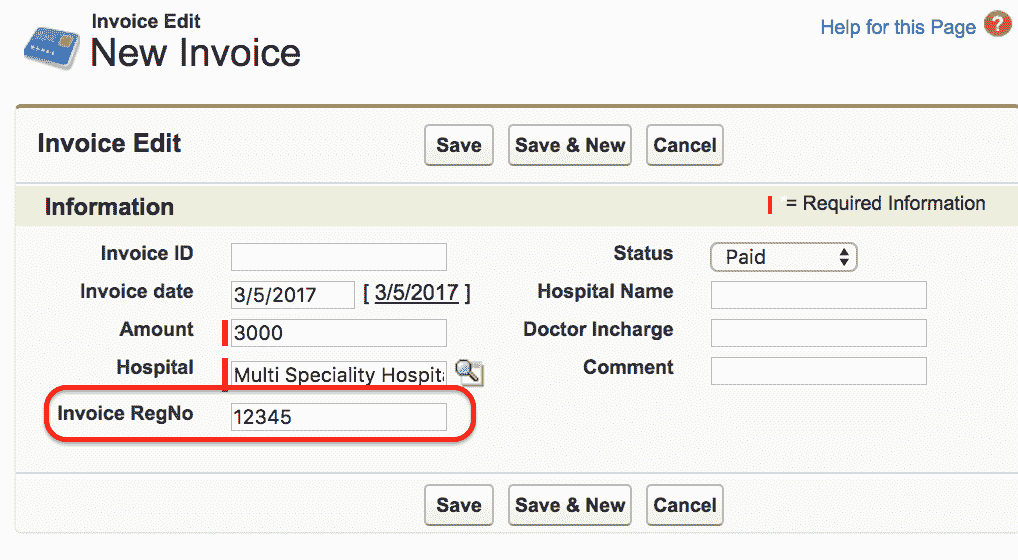 Invoice Edit
New Invoice
Help for this Page
Invoice Edit
Save
Save & New
Cancel
Information
= Required Information
Invoice ID
Status
Paid
Invoice date
3/5/2017
[ 3/5/2017 ]
Hospital Name
Amount
3000
Doctor Incharge
Hospital
Multi Speciality Hospita
Comment
Invoice RegNo
12345
Save
Save & New
Cancel